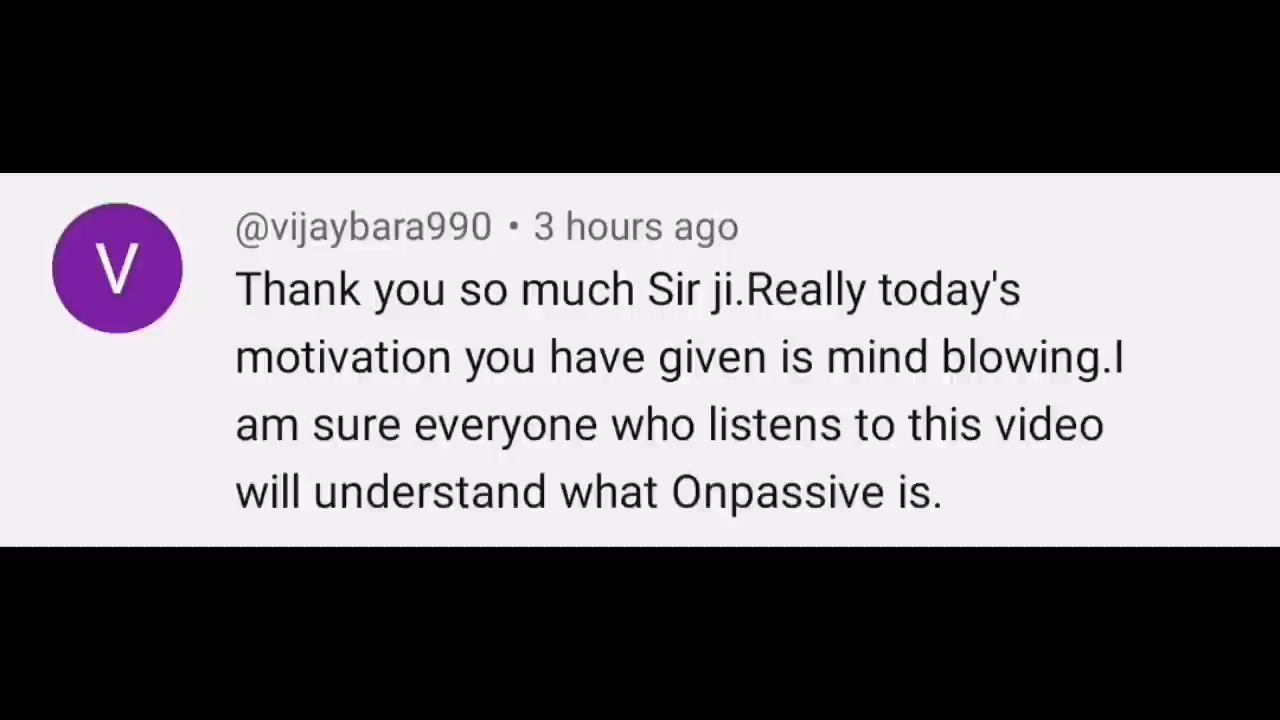 V
@vijaybara990 • 3 hours ago
Thank you so much Sir ji.Really today's
motivation you have given is mind blowing.I
am sure everyone who listens to this video
will understand what Onpassive is.